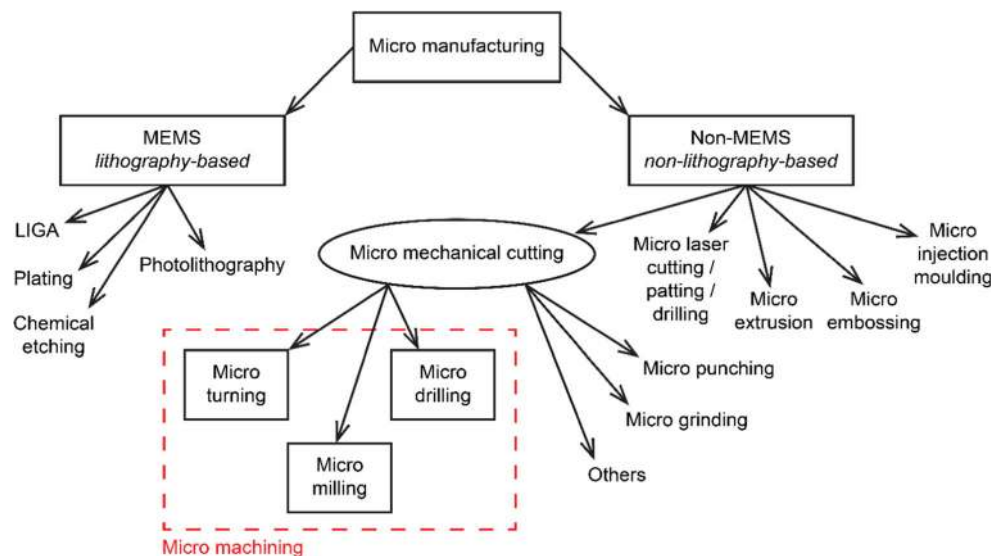 Micro manufacturing
MEMS
lithography-based
Non-MEMS
non-lithography-based
LIGA
Plating
Chemical
etching
Photolithography
Micro mechanical cutting
Micro laser
cutting /
patting /
drilling
Micro
extrusion
Micro
embossing
Micro
injection
moulding
Micro
turning
Micro
drilling
Micro
milling
Micro punching
Micro grinding
Others
Micro machining